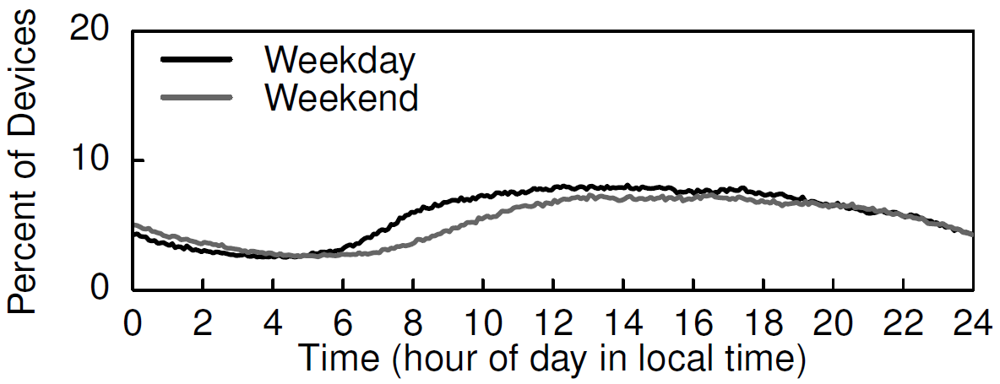 Percent of Devices
20
10
0
Weekday
Weekend
0 2 4 6 8 10 12 14 16 18 20 22 24
Time (hour of day in local time)